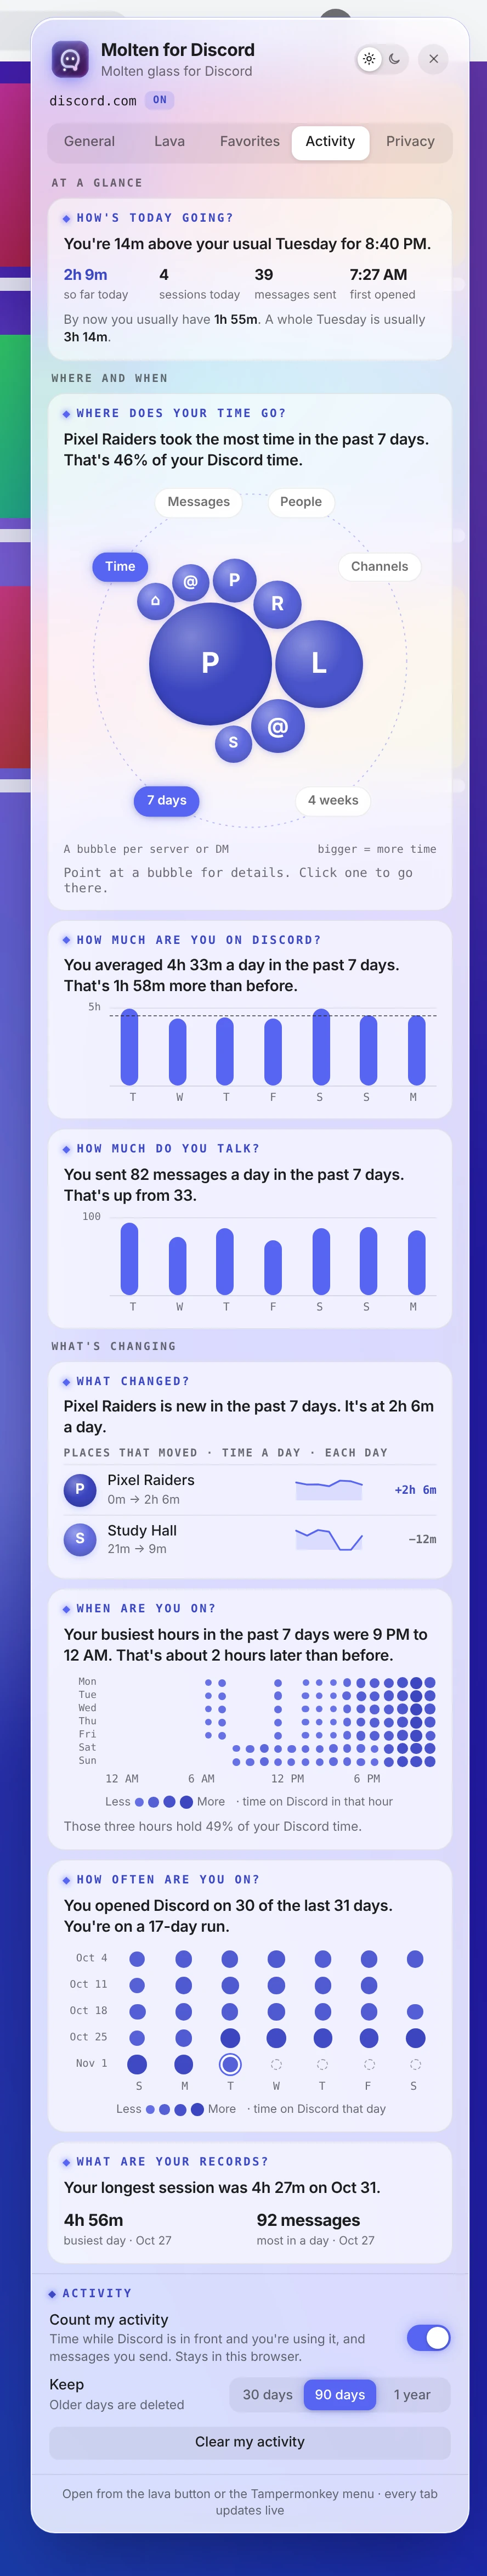 Molten for Discord
Molten glass for Discord
discord.com ON
General Lava Favorites Activity Privacy
AT A GLANCE
HOW'S TODAY GOING?
You're 14m above your usual Tuesday for 8:40 PM.
2h 9m 4 39 7:27 AM
so far today sessions today messages sent first opened
By now you usually have 1h 55m. A whole Tuesday is usually
3h 14m.
WHERE AND WHEN
WHERE DOES YOUR TIME GO?
Pixel Raiders took the most time in the past 7 days.
That's 46% of your Discord time.
Messages People
Time Channels
@ P
R
P L
@
S
7 days 4 weeks
A bubble per server or DM bigger = more time
Point at a bubble for details. Click one to go
there.
HOW MUCH ARE YOU ON DISCORD?
You averaged 4h 33m a day in the past 7 days.
That's 1h 58m more than before.
5h
T W T F S S M
HOW MUCH DO YOU TALK?
You sent 82 messages a day in the past 7 days.
That's up from 33.
100
T W T F S S M
WHAT'S CHANGING
WHAT CHANGED?
Pixel Raiders is new in the past 7 days. It's at 2h 6m
a day.
PLACES THAT MOVED · TIME A DAY · EACH DAY
P Pixel Raiders +2h 6m
0m → 2h 6m
S Study Hall −12m
21m → 9m
WHEN ARE YOU ON?
Your busiest hours in the past 7 days were 9 PM to
12 AM. That's about 2 hours later than before.
Mon
Tue
Wed
Thu
Fri
Sat
Sun
12 AM 6 AM 12 PM 6 PM
Less More · time on Discord in that hour
Those three hours hold 49% of your Discord time.
HOW OFTEN ARE YOU ON?
You opened Discord on 30 of the last 31 days.
You're on a 17-day run.
Oct 4
Oct 11
Oct 18
Oct 25
Nov 1
S M T W T F S
Less More · time on Discord that day
WHAT ARE YOUR RECORDS?
Your longest session was 4h 27m on Oct 31.
4h 56m 92 messages
busiest day · Oct 27 most in a day · Oct 27
ACTIVITY
Count my activity
Time while Discord is in front and you're using it, and
messages you send. Stays in this browser.
Keep
Older days are deleted
30 days 90 days 1 year
Clear my activity
Open from the lava button or the Tampermonkey menu · every tab
updates live